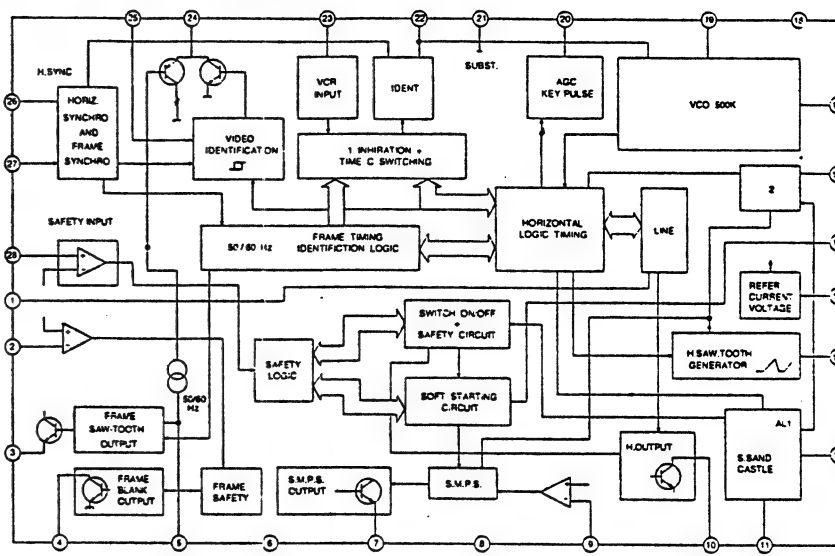 25
24
23
22
21
20
19
18
H.SYNC
SUBST.
26
HORIZ.
SYNCHRO
AND
FRAME
SYNCHRO
27
VCR
INPUT
IDENT
AGC
KEY PULSE
VCO 500K
VIDEO
IDENTIFICATION
1 INHIRATION +
TIME C SWITCHING
2
SAFETY INPUT
28
FRAME TIMING
50/60 Hz
IDENTIFICTION LOGIC
HORIZONTAL
LOGIC TIMING
LINE
1
2
REFER
CURRENT
VOLTAGE
SWITCH ON/OFF
+
SAFETY CIRCUIT
SAFETY
LOGIC
H.SAW.TOOTH
GENERATOR
50/60
Hz
SOFT STARTING
CIRCUIT
3
FRAME
SAW-TOOTH
OUTPUT
AL1
S.SAND
CASTLE
H.OUTPUT
FRAME
BLANK
OUTPUT
FRAME
SAFETY
S.M.P.S.
OUTPUT
S.M.P.S.
4
5
6
7
8
9
10
11